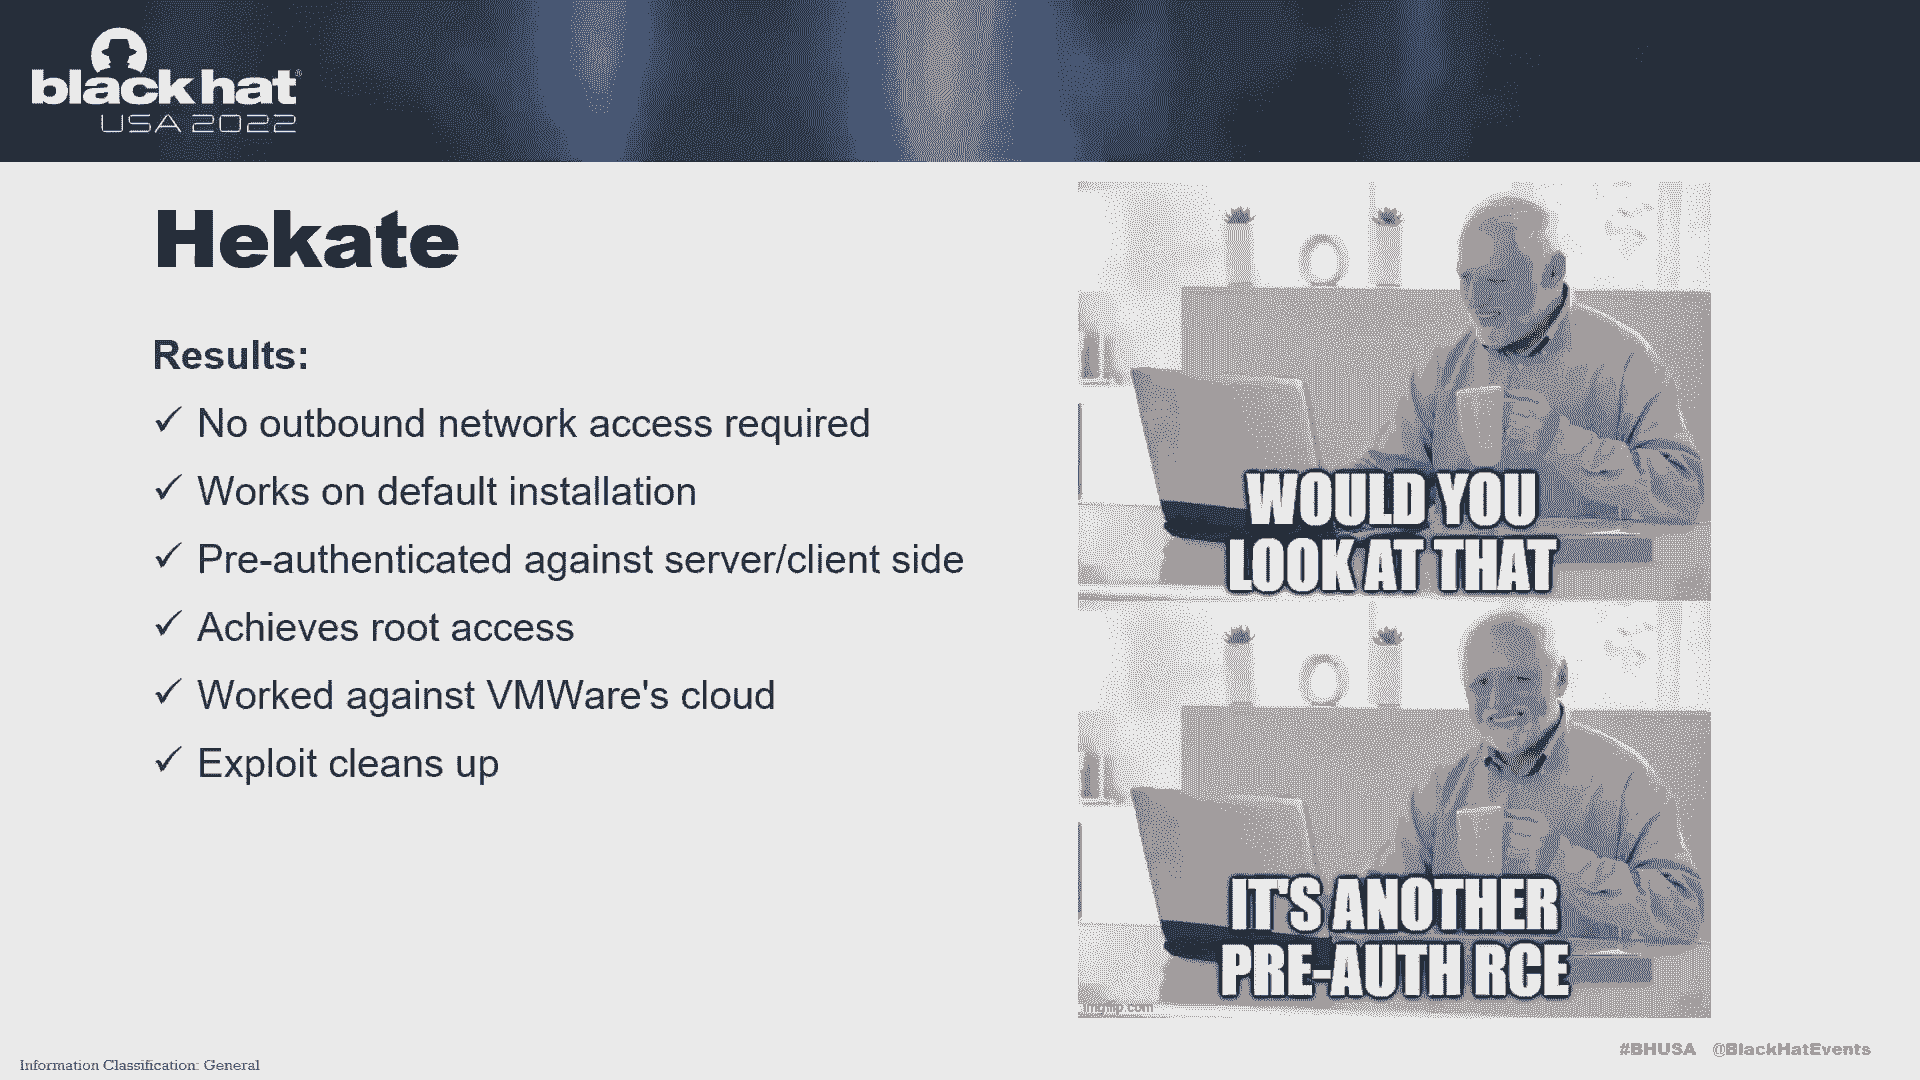 black hat®
USA 2022
Hekate
Results:
✓ No outbound network access required
✓ Works on default installation
✓ Pre-authenticated against server/client side
✓ Achieves root access
✓ Worked against VMWare's cloud
✓ Exploit cleans up
WOULD YOU
LOOK AT THAT
IT'S ANOTHER
PRE-AUTH RCE
imgflip.com
Information Classification: General
#BHUSA @BlackHatEvents